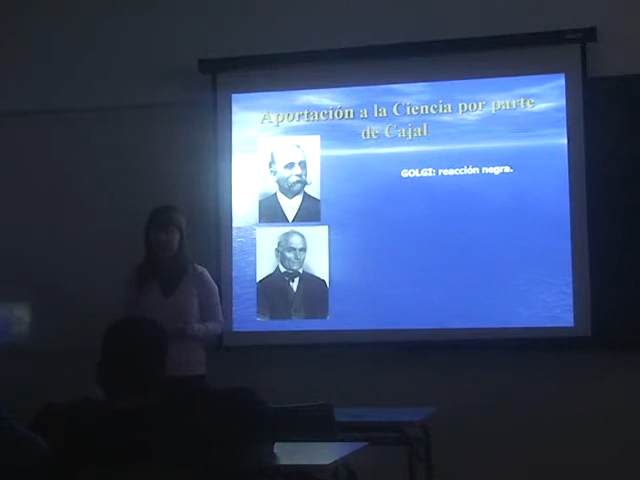 Aportación a la Ciencia por parte
de Cajal
GOLGI: reacción negra.